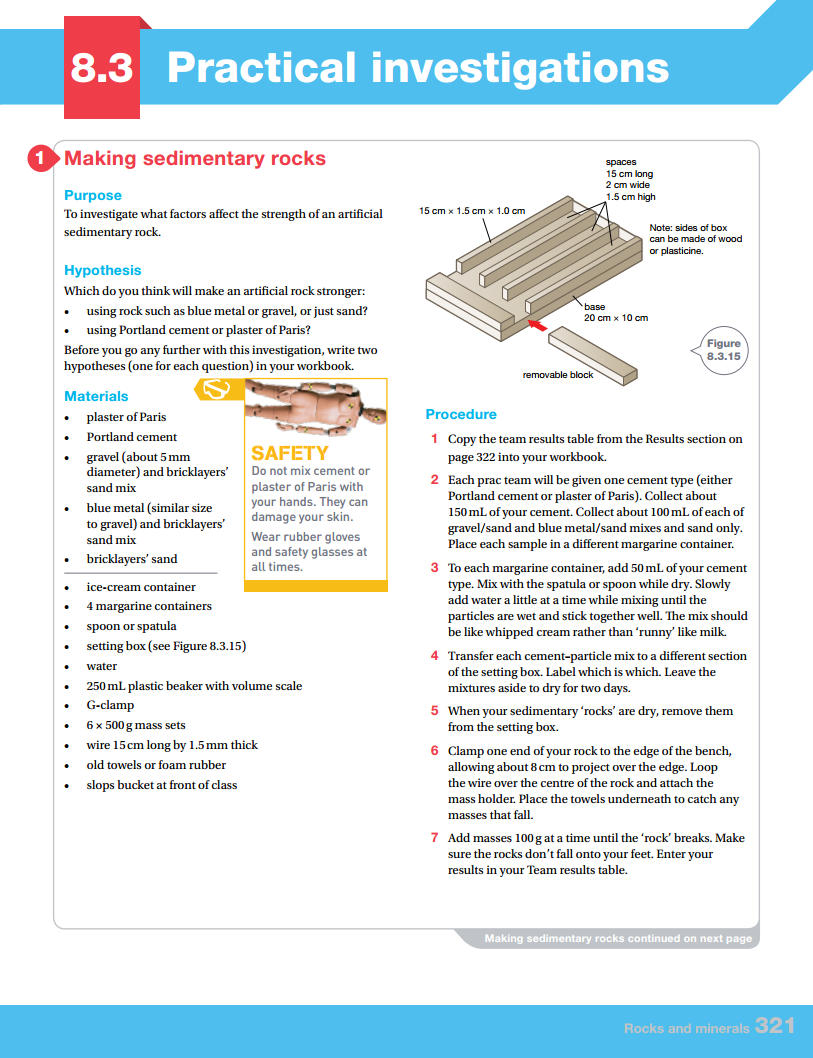 8.3 Practical investigations
1 Making sedimentary rocks
Purpose
To investigate what factors affect the strength of an artificial
sedimentary rock.
Hypothesis
Which do you think will make an artificial rock stronger:
• using rock such as blue metal or gravel, or just sand?
• using Portland cement or plaster of Paris?
Before you go any further with this investigation, write two
hypotheses (one for each question) in your workbook.
Materials
• plaster of Paris
• Portland cement
• gravel (about 5 mm
diameter) and bricklayers’
sand mix
• blue metal (similar size
to gravel) and bricklayers’
sand mix
• bricklayers’ sand
• ice-cream container
• 4 margarine containers
• spoon or spatula
• setting box (see Figure 8.3.15)
• water
• 250 mL plastic beaker with volume scale
• G-clamp
• 6 × 500 g mass sets
• wire 15 cm long by 1.5 mm thick
• old towels or foam rubber
• slops bucket at front of class
S
SAFETY
Do not mix cement or
plaster of Paris with
your hands. They can
damage your skin.
Wear rubber gloves
and safety glasses at
all times.
spaces
15 cm long
2 cm wide
1.5 cm high
15 cm × 1.5 cm × 1.0 cm
Note: sides of box
can be made of wood
or plasticine.
base
20 cm × 10 cm
removable block
Figure
8.3.15
Procedure
1 Copy the team results table from the Results section on
page 322 into your workbook.
2 Each prac team will be given one cement type (either
Portland cement or plaster of Paris). Collect about
150 mL of your cement. Collect about 100 mL of each of
gravel/sand and blue metal/sand mixes and sand only.
Place each sample in a different margarine container.
3 To each margarine container, add 50 mL of your cement
type. Mix with the spatula or spoon while dry. Slowly
add water a little at a time while mixing until the
particles are wet and stick together well. The mix should
be like whipped cream rather than ‘runny’ like milk.
4 Transfer each cement–particle mix to a different section
of the setting box. Label which is which. Leave the
mixtures aside to dry for two days.
5 When your sedimentary ‘rocks’ are dry, remove them
from the setting box.
6 Clamp one end of your rock to the edge of the bench,
allowing about 8 cm to project over the edge. Loop
the wire over the centre of the rock and attach the
mass holder. Place the towels underneath to catch any
masses that fall.
7 Add masses 100 g at a time until the ‘rock’ breaks. Make
sure the rocks don’t fall onto your feet. Enter your
results in your Team results table.
Making sedimentary rocks continued on next page
Rocks and minerals 321